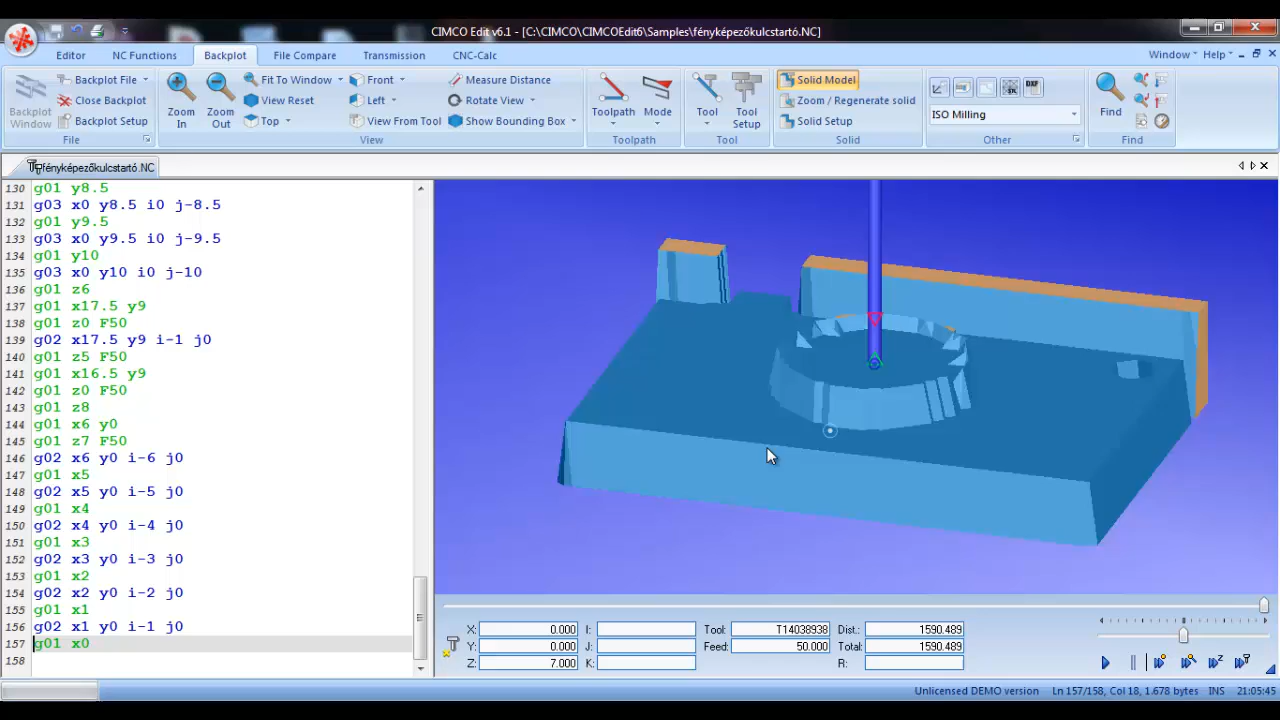 CIMCO Edit v6.1 - [C:\CIMCO\CIMCOEdit6\Samples\fényképezőkulcstartó.NC]
Editor NC Functions Backplot File Compare Transmission CNC-Calc Window Help
Backplot Window
Backplot File
Close Backplot
Backplot Setup
File
Zoom In
Zoom Out
Fit To Window
View Reset
Top
Front
Left
View From Tool
Measure Distance
Rotate View
Show Bounding Box
View
Toolpath
Mode
Toolpath
Tool
Tool Setup
Tool
Solid Model
Zoom / Regenerate solid
Solid Setup
Solid
DXF
ISO Milling
Other
Find
Find
fényképezőkulcstartó.NC
130 g01 y8.5
131 g03 x0 y8.5 i0 j-8.5
132 g01 y9.5
133 g03 x0 y9.5 i0 j-9.5
134 g01 y10
135 g03 x0 y10 i0 j-10
136 g01 z6
137 g01 x17.5 y9
138 g01 z0 F50
139 g02 x17.5 y9 i-1 j0
140 g01 z5 F50
141 g01 x16.5 y9
142 g01 z0 F50
143 g01 z8
144 g01 x6 y0
145 g01 z7 F50
146 g02 x6 y0 i-6 j0
147 g01 x5
148 g02 x5 y0 i-5 j0
149 g01 x4
150 g02 x4 y0 i-4 j0
151 g01 x3
152 g02 x3 y0 i-3 j0
153 g01 x2
154 g02 x2 y0 i-2 j0
155 g01 x1
156 g02 x1 y0 i-1 j0
157 g01 x0
158
X: 0.000 I: Tool: T14038938 Dist.: 1590.489
Y: 0.000 J: Feed: 50.000 Total: 1590.489
Z: 7.000 K: R:
Unlicensed DEMO version Ln 157/158, Col 18, 1.678 bytes INS 21:05:45